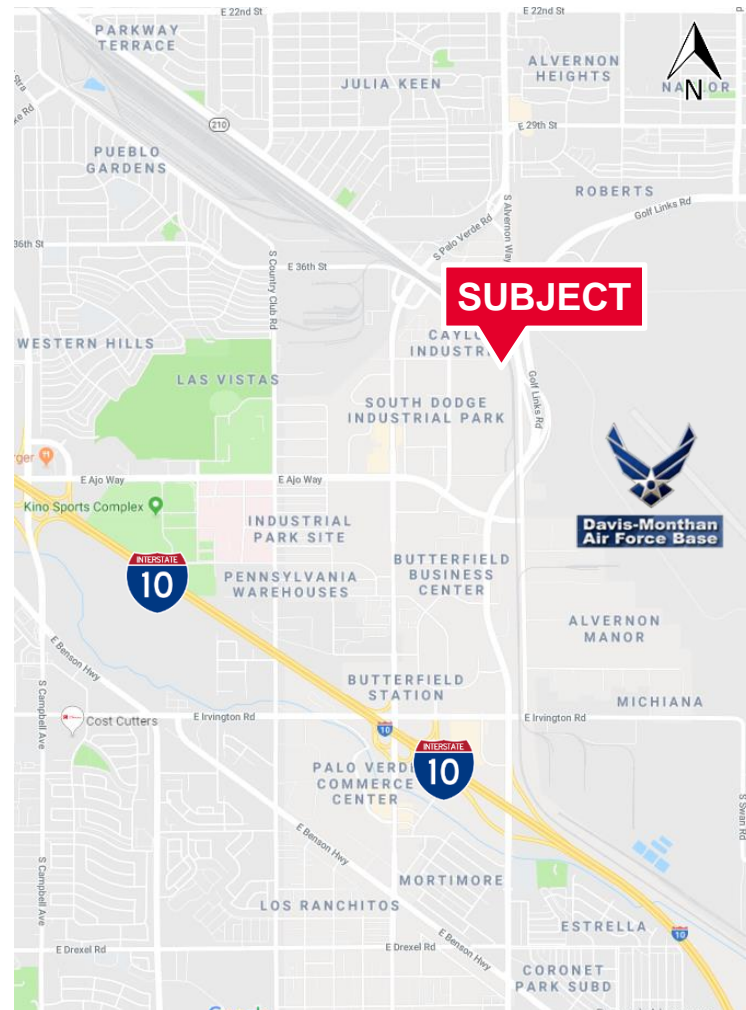 E 22nd St
E 22nd St
PARKWAY
TERRACE
ALVERNON
HEIGHTS
JULIA KEEN
N
210
E 29th St
PUEBLO
GARDENS
ROBERTS
Golf Links Rd
S Alvernon Way
S Palo Verde Rd
36th St
S Country Club Rd
E 36th St
SUBJECT
WESTERN HILLS
INDUSTR
LAS VISTAS
SOUTH DODGE
INDUSTRIAL PARK
Golf Links Rd
E Ajo Way
E Ajo Way
Kino Sports Complex
Davis-Monthan
Air Force Base
INDUSTRIAL
PARK SITE
INTERSTATE
10
PENNSYLVANIA
WAREHOUSES
BUTTERFIELD
BUSINESS
CENTER
ALVERNON
MANOR
E Benson Hwy
S Campbell Ave
BUTTERFIELD
STATION
MICHIANA
Cost Cutters
E Irvington Rd
E Irvington Rd
10
INTERSTATE
10
PALO VERDE
COMMERCE
CENTER
S Swan Rd
E Benson Hwy
S Campbell Ave
MORTIMORE
LOS RANCHITOS
ESTRELLA
10
E Drexel Rd
E Drexel Rd
E Benson Hwy
CORONET
PARK SUBD